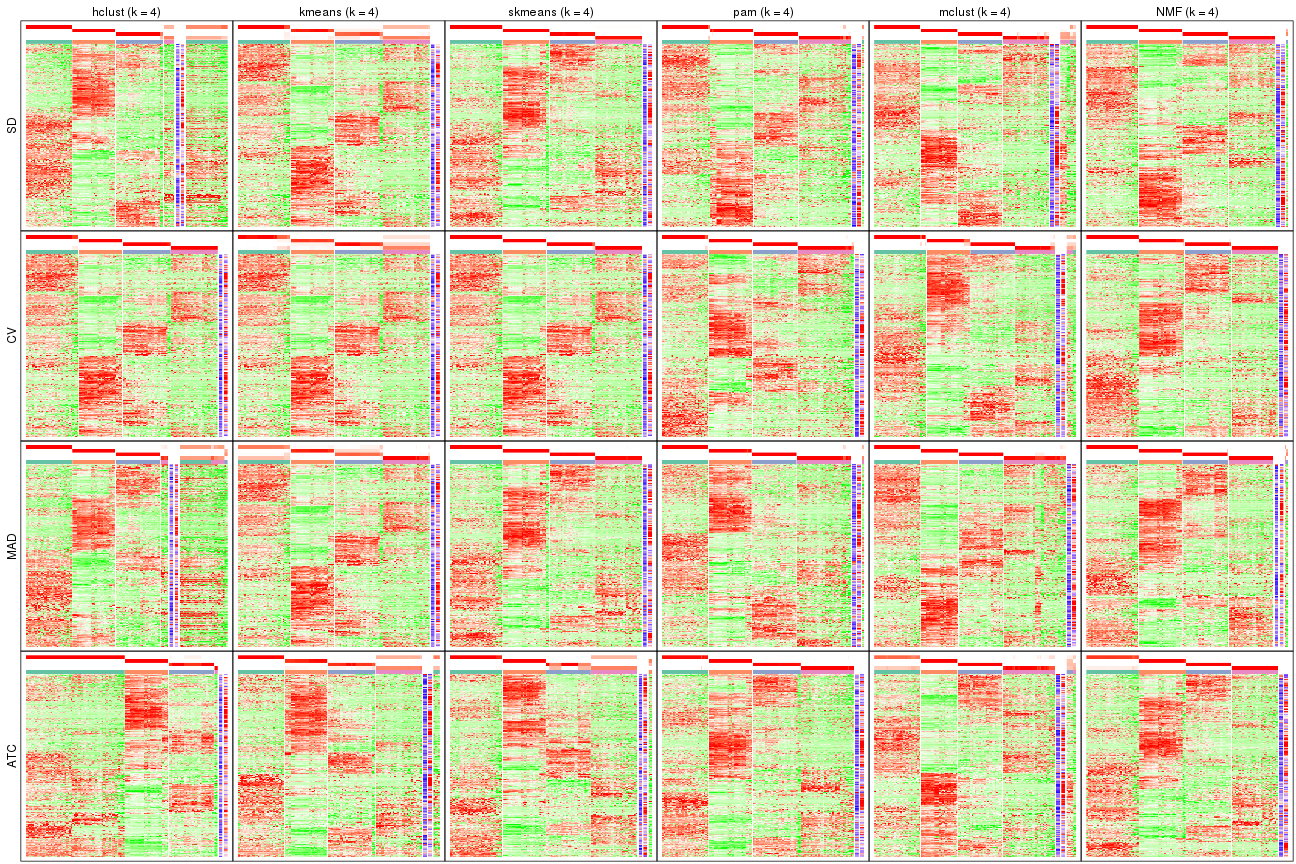 hclust (k = 4) kmeans (k = 4) skmeans (k = 4) pam (k = 4) mclust (k = 4) NMF (k = 4)
SD
CV
MAD
ATC